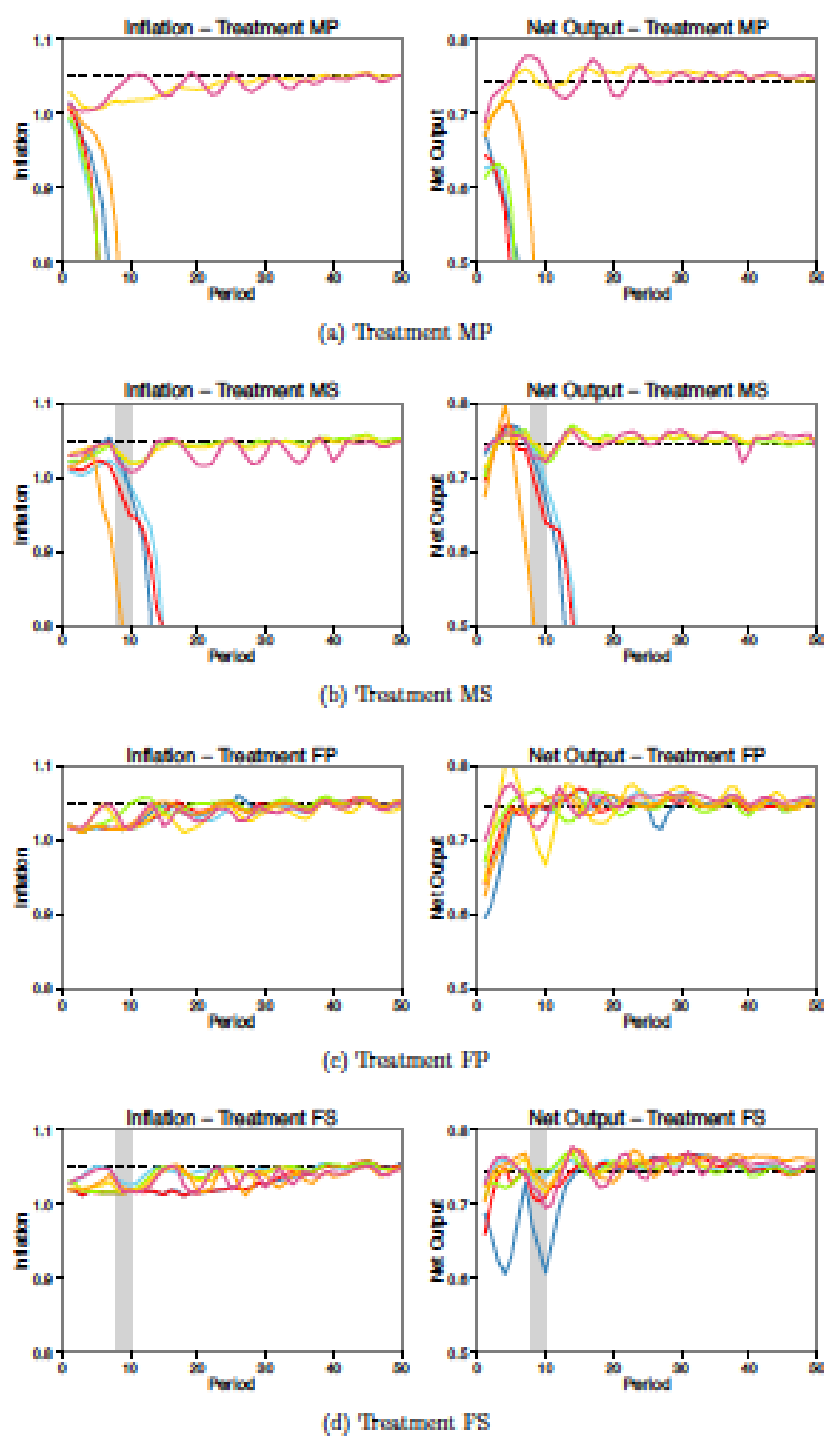 Inflation – Treatment MP
Net Output – Treatment MP
1.1
1.0
0.9
0.8
Inflation
0 10 20 30 40 50
Period
0.8
0.7
0.6
0.5
Net Output
0 10 20 30 40 50
Period
(a) Treatment MP
Inflation – Treatment MS
Net Output – Treatment MS
1.1
1.0
0.9
0.8
Inflation
0 10 20 30 40 50
Period
0.8
0.7
0.6
0.5
Net Output
0 10 20 30 40 50
Period
(b) Treatment MS
Inflation – Treatment FP
Net Output – Treatment FP
1.1
1.0
0.9
0.8
Inflation
0 10 20 30 40 50
Period
0.8
0.7
0.6
0.5
Net Output
0 10 20 30 40 50
Period
(c) Treatment FP
Inflation – Treatment FS
Net Output – Treatment FS
1.1
1.0
0.9
0.8
Inflation
0 10 20 30 40 50
Period
0.8
0.7
0.6
0.5
Net Output
0 10 20 30 40 50
Period
(d) Treatment FS